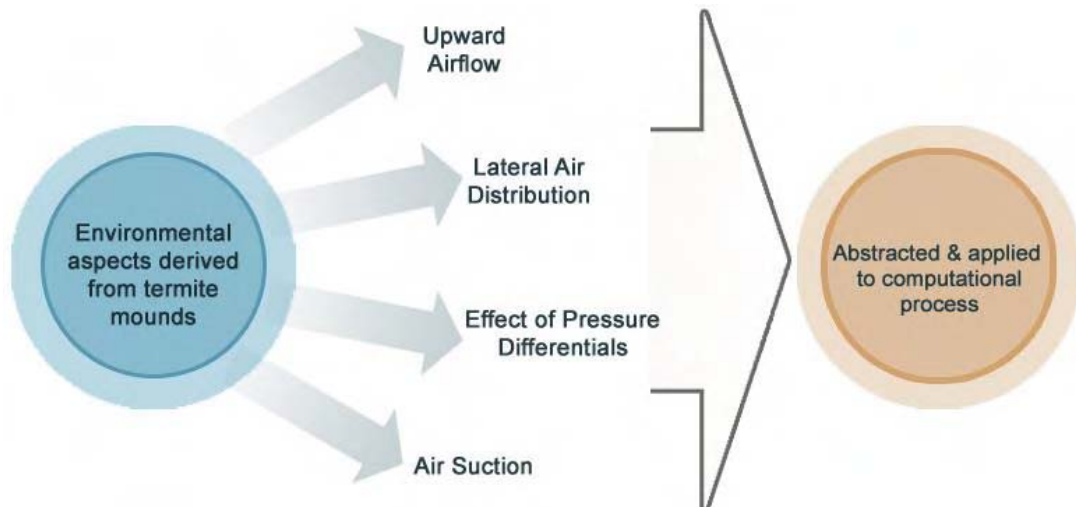 Environmental
aspects derived
from termite
mounds
Upward
Airflow
Lateral Air
Distribution
Effect of Pressure
Differentials
Air Suction
Abstracted & applied
to computational
process